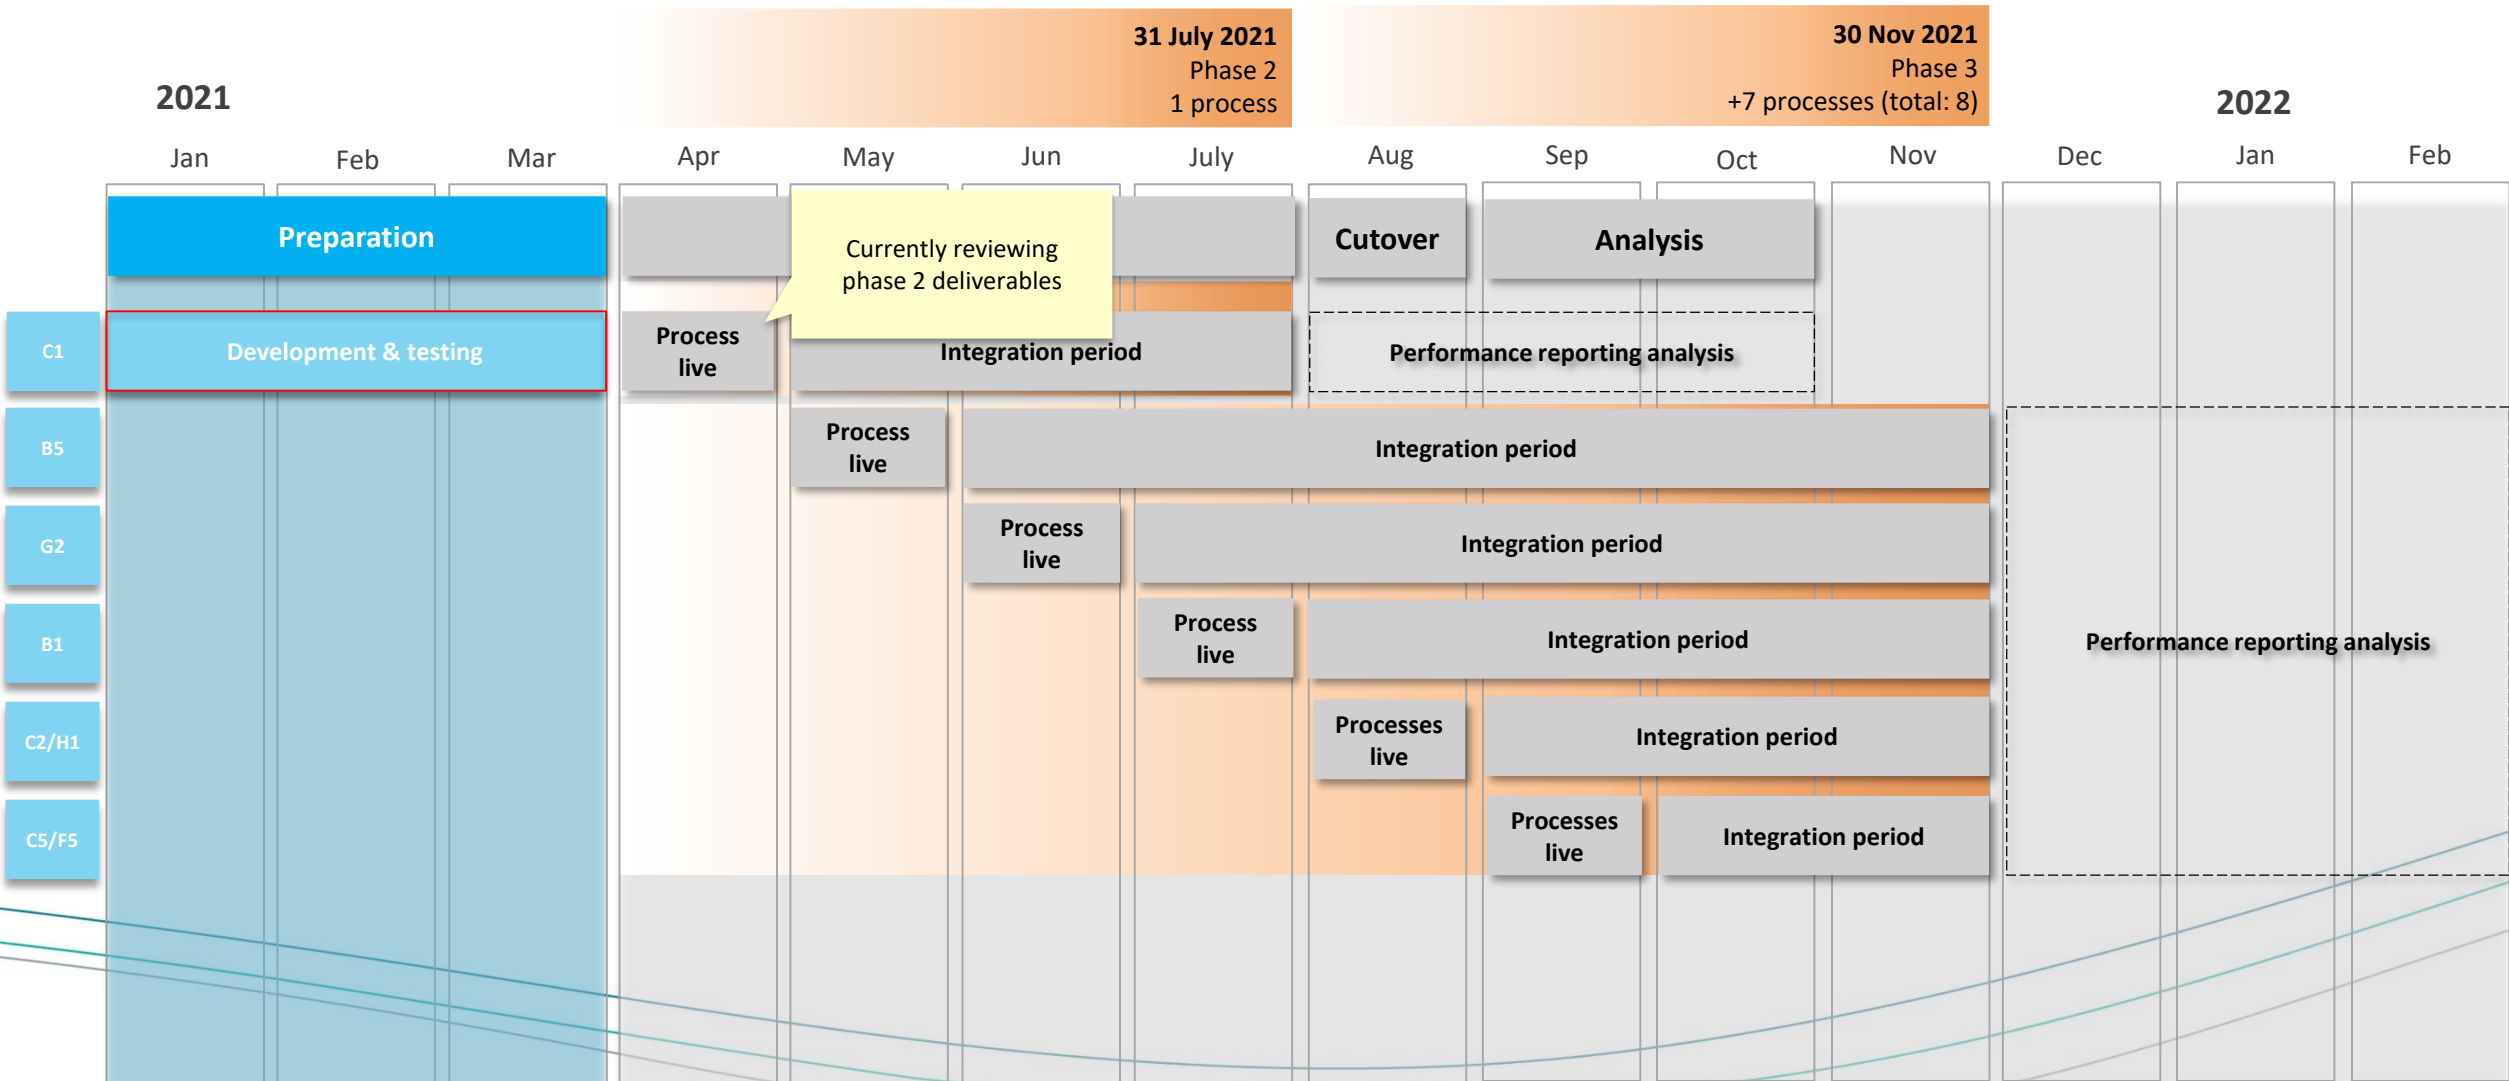 31 July 2021
Phase 2
1 process
30 Nov 2021
Phase 3
+7 processes (total: 8)
2021
2022
Jan
Feb
Mar
Apr
May
Jun
July
Aug
Sep
Oct
Nov
Dec
Jan
Feb
Preparation
Currently reviewing
phase 2 deliverables
Cutover
Analysis
C1
Development & testing
Process
live
Integration period
Performance reporting analysis
B5
Process
live
Integration period
G2
Process
live
Integration period
B1
Process
live
Integration period
Performance reporting analysis
C2/H1
Processes
live
Integration period
C5/F5
Processes
live
Integration period